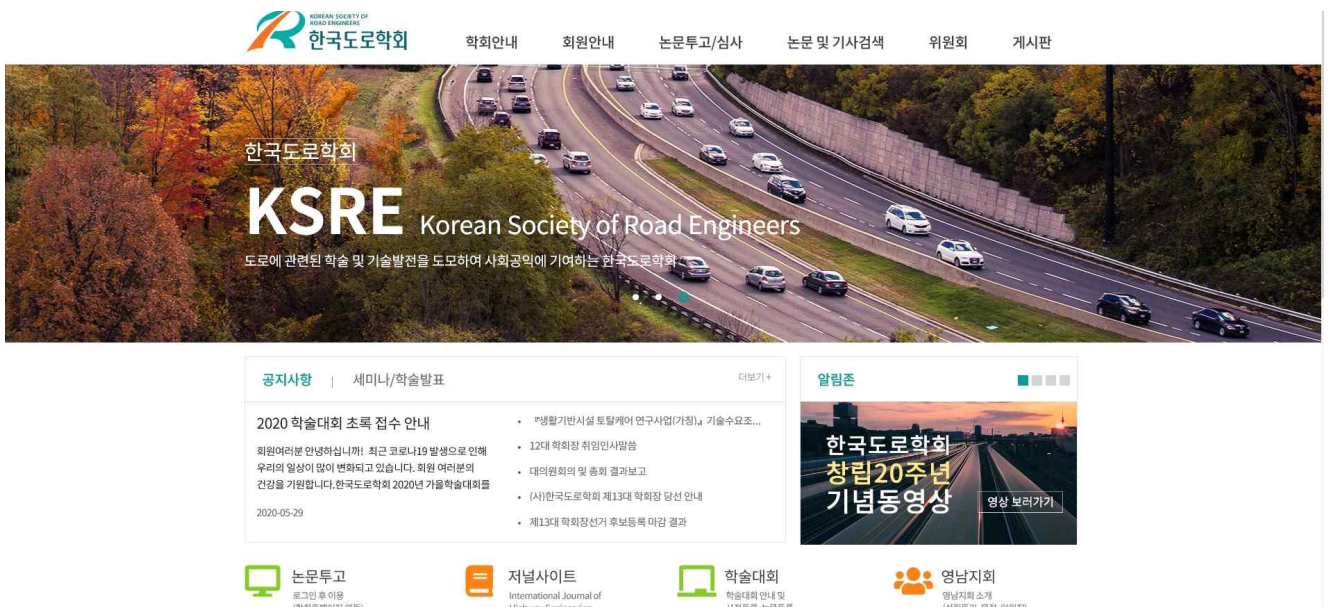 KOREAN SOCIETY OF
ROAD ENGINEERS
한국도로학회
학회안내 회원안내 논문투고/심사 논문 및 기사검색 위원회 게시판
한국도로학회
KSRE Korean Society of Road Engineers
도로에 관련된 학술 및 기술발전을 도모하여 사회공익에 기여하는 한국도로학회
공지사항 | 세미나/학술발표 더보기 +
2020 학술대회 초록 접수 안내
회원여러분 안녕하십니까! 최근 코로나19 발생으로 인해
우리의 일상이 많이 변화되고 있습니다. 회원 여러분의
건강을 기원합니다.한국도로학회 2020년 가을학술대회를
2020-05-29
• 『생활기반시설 토탈케어 연구사업(가칭)』 기술수요조...
• 12대 학회장 취임인사말씀
• 대의원회의 및 총회 결과보고
• (사)한국도로학회 제13대 학회장 당선 안내
• 제13대 학회장선거 후보등록 마감 결과
알림존
한국도로학회
창립20주년
기념동영상
영상 보러가기
논문투고
로그인 후 이용
저널사이트
International Journal of
Highway Engineering
학술대회
학술대회 안내 및
영남지회
영남지회 소개